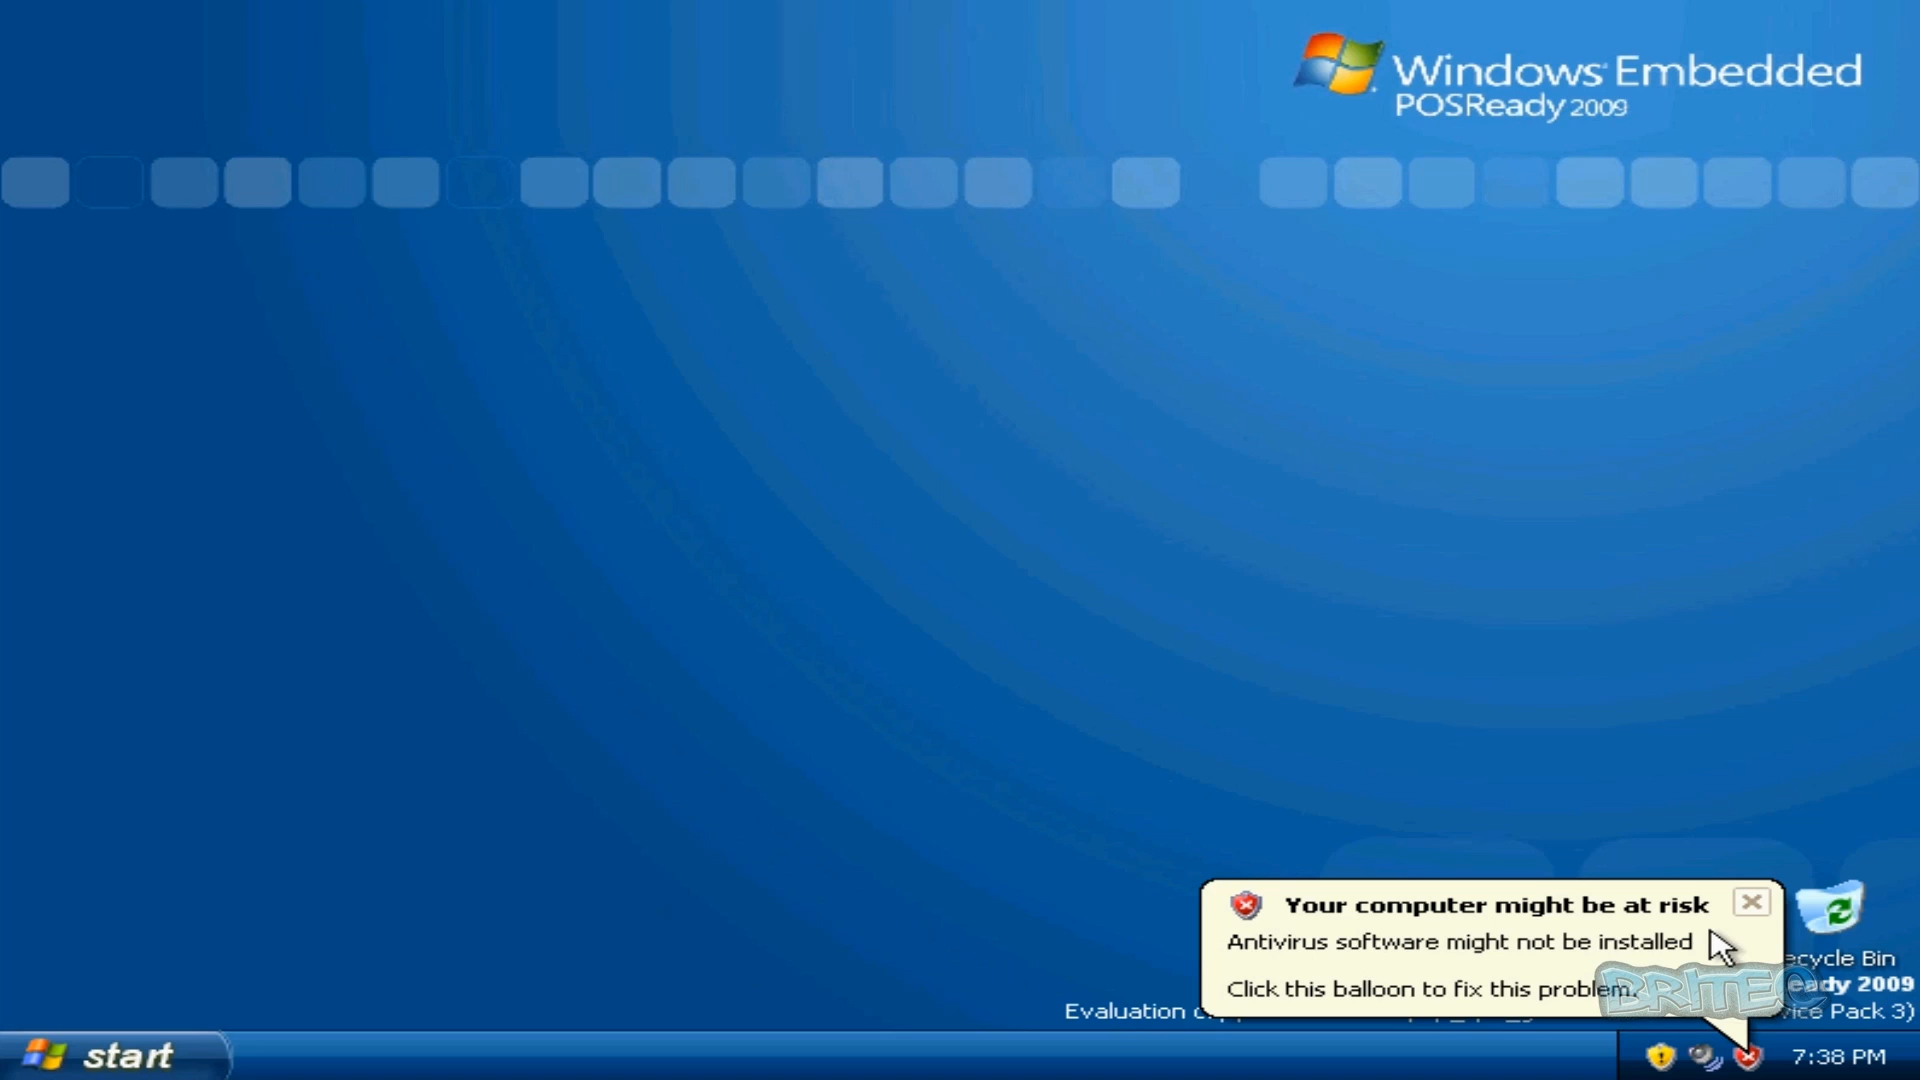 Windows Embedded
POSReady 2009
Your computer might be at risk
Antivirus software might not be installed
Click this balloon to fix this problem.
ecycle Bin
eady 2009
Evaluation
vice Pack 3)
BRITEC
start
7:38 PM